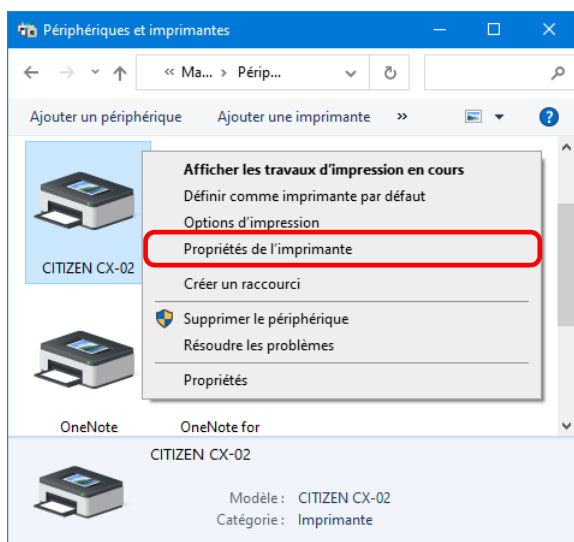 Périphériques et imprimantes
« Ma... › Périp...
Ajouter un périphérique Ajouter une imprimante »
Afficher les travaux d'impression en cours
Définir comme imprimante par défaut
Options d'impression
Propriétés de l'imprimante
CITIZEN CX-02
Créer un raccourci
Supprimer le périphérique
Résoudre les problèmes
Propriétés
OneNote OneNote for
CITIZEN CX-02
Modèle : CITIZEN CX-02
Catégorie : Imprimante